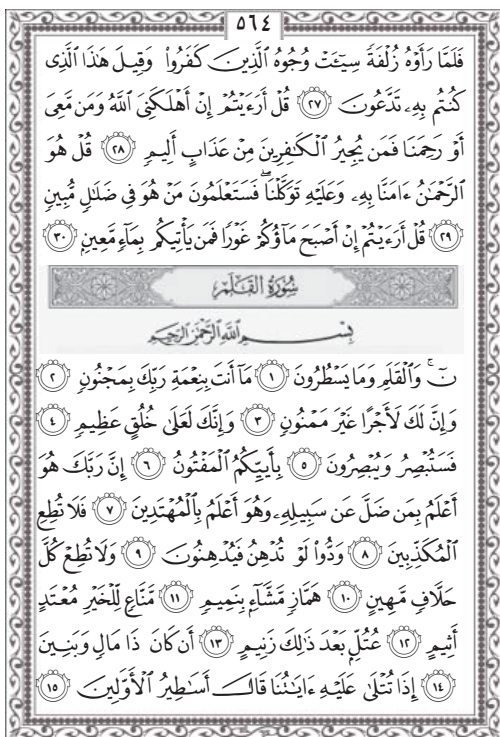 ٥٦٤
فَلَمَّا رَأَوْهُ زُلْفَةً سِيٓـَٔتْ وُجُوهُ ٱلَّذِينَ كَفَرُوا۟ وَقِيلَ هَٰذَا ٱلَّذِى
كُنتُم بِهِۦ تَدَّعُونَ ٢٧ قُلْ أَرَءَيْتُمْ إِنْ أَهْلَكَنِىَ ٱللَّهُ وَمَن مَّعِىَ
أَوْ رَحِمَنَا فَمَن يُجِيرُ ٱلْكَٰفِرِينَ مِنْ عَذَابٍ أَلِيمٍ ٢٨ قُلْ هُوَ
ٱلرَّحْمَٰنُ ءَامَنَّا بِهِۦ وَعَلَيْهِ تَوَكَّلْنَا ۖ فَسَتَعْلَمُونَ مَنْ هُوَ فِى ضَلَٰلٍ مُّبِينٍ
٢٩ قُلْ أَرَءَيْتُمْ إِنْ أَصْبَحَ مَآؤُكُمْ غَوْرًا فَمَن يَأْتِيكُم بِمَآءٍ مَّعِينٍۭ ٣٠
سُورَةُ القَلَمِ
بِسْمِ ٱللَّهِ ٱلرَّحْمَٰنِ ٱلرَّحِيمِ
نٓ ۚ وَٱلْقَلَمِ وَمَا يَسْطُرُونَ ١ مَآ أَنتَ بِنِعْمَةِ رَبِّكَ بِمَجْنُونٍ ٢
وَإِنَّ لَكَ لَأَجْرًا غَيْرَ مَمْنُونٍ ٣ وَإِنَّكَ لَعَلَىٰ خُلُقٍ عَظِيمٍ ٤
فَسَتُبْصِرُ وَيُبْصِرُونَ ٥ بِأَييِّكُمُ ٱلْمَفْتُونُ ٦ إِنَّ رَبَّكَ هُوَ
أَعْلَمُ بِمَن ضَلَّ عَن سَبِيلِهِۦ وَهُوَ أَعْلَمُ بِٱلْمُهْتَدِينَ ٧ فَلَا تُطِعِ
ٱلْمُكَذِّبِينَ ٨ وَدُّوا۟ لَوْ تُدْهِنُ فَيُدْهِنُونَ ٩ وَلَا تُطِعْ كُلَّ
حَلَّافٍ مَّهِينٍ ١٠ هَمَّازٍ مَّشَّآءٍۭ بِنَمِيمٍ ١١ مَّنَّاعٍ لِّلْخَيْرِ مُعْتَدٍ
أَثِيمٍ ١٢ عُتُلٍّۭ بَعْدَ ذَٰلِكَ زَنِيمٍ ١٣ أَن كَانَ ذَا مَالٍ وَبَنِينَ
١٤ إِذَا تُتْلَىٰ عَلَيْهِ ءَايَٰتُنَا قَالَ أَسَٰطِيرُ ٱلْأَوَّلِينَ ١٥